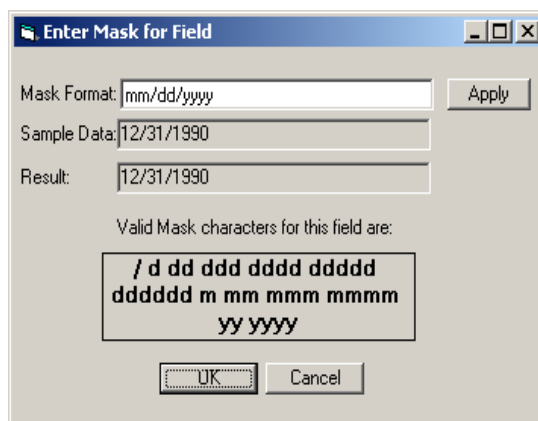 Enter Mask for Field
Mask Format: mm/dd/yyyy Apply
Sample Data: 12/31/1990
Result: 12/31/1990
Valid Mask characters for this field are:
/ d dd ddd dddd ddddd
dddddd m mm mmm mmmm
yy yyyy
OK Cancel